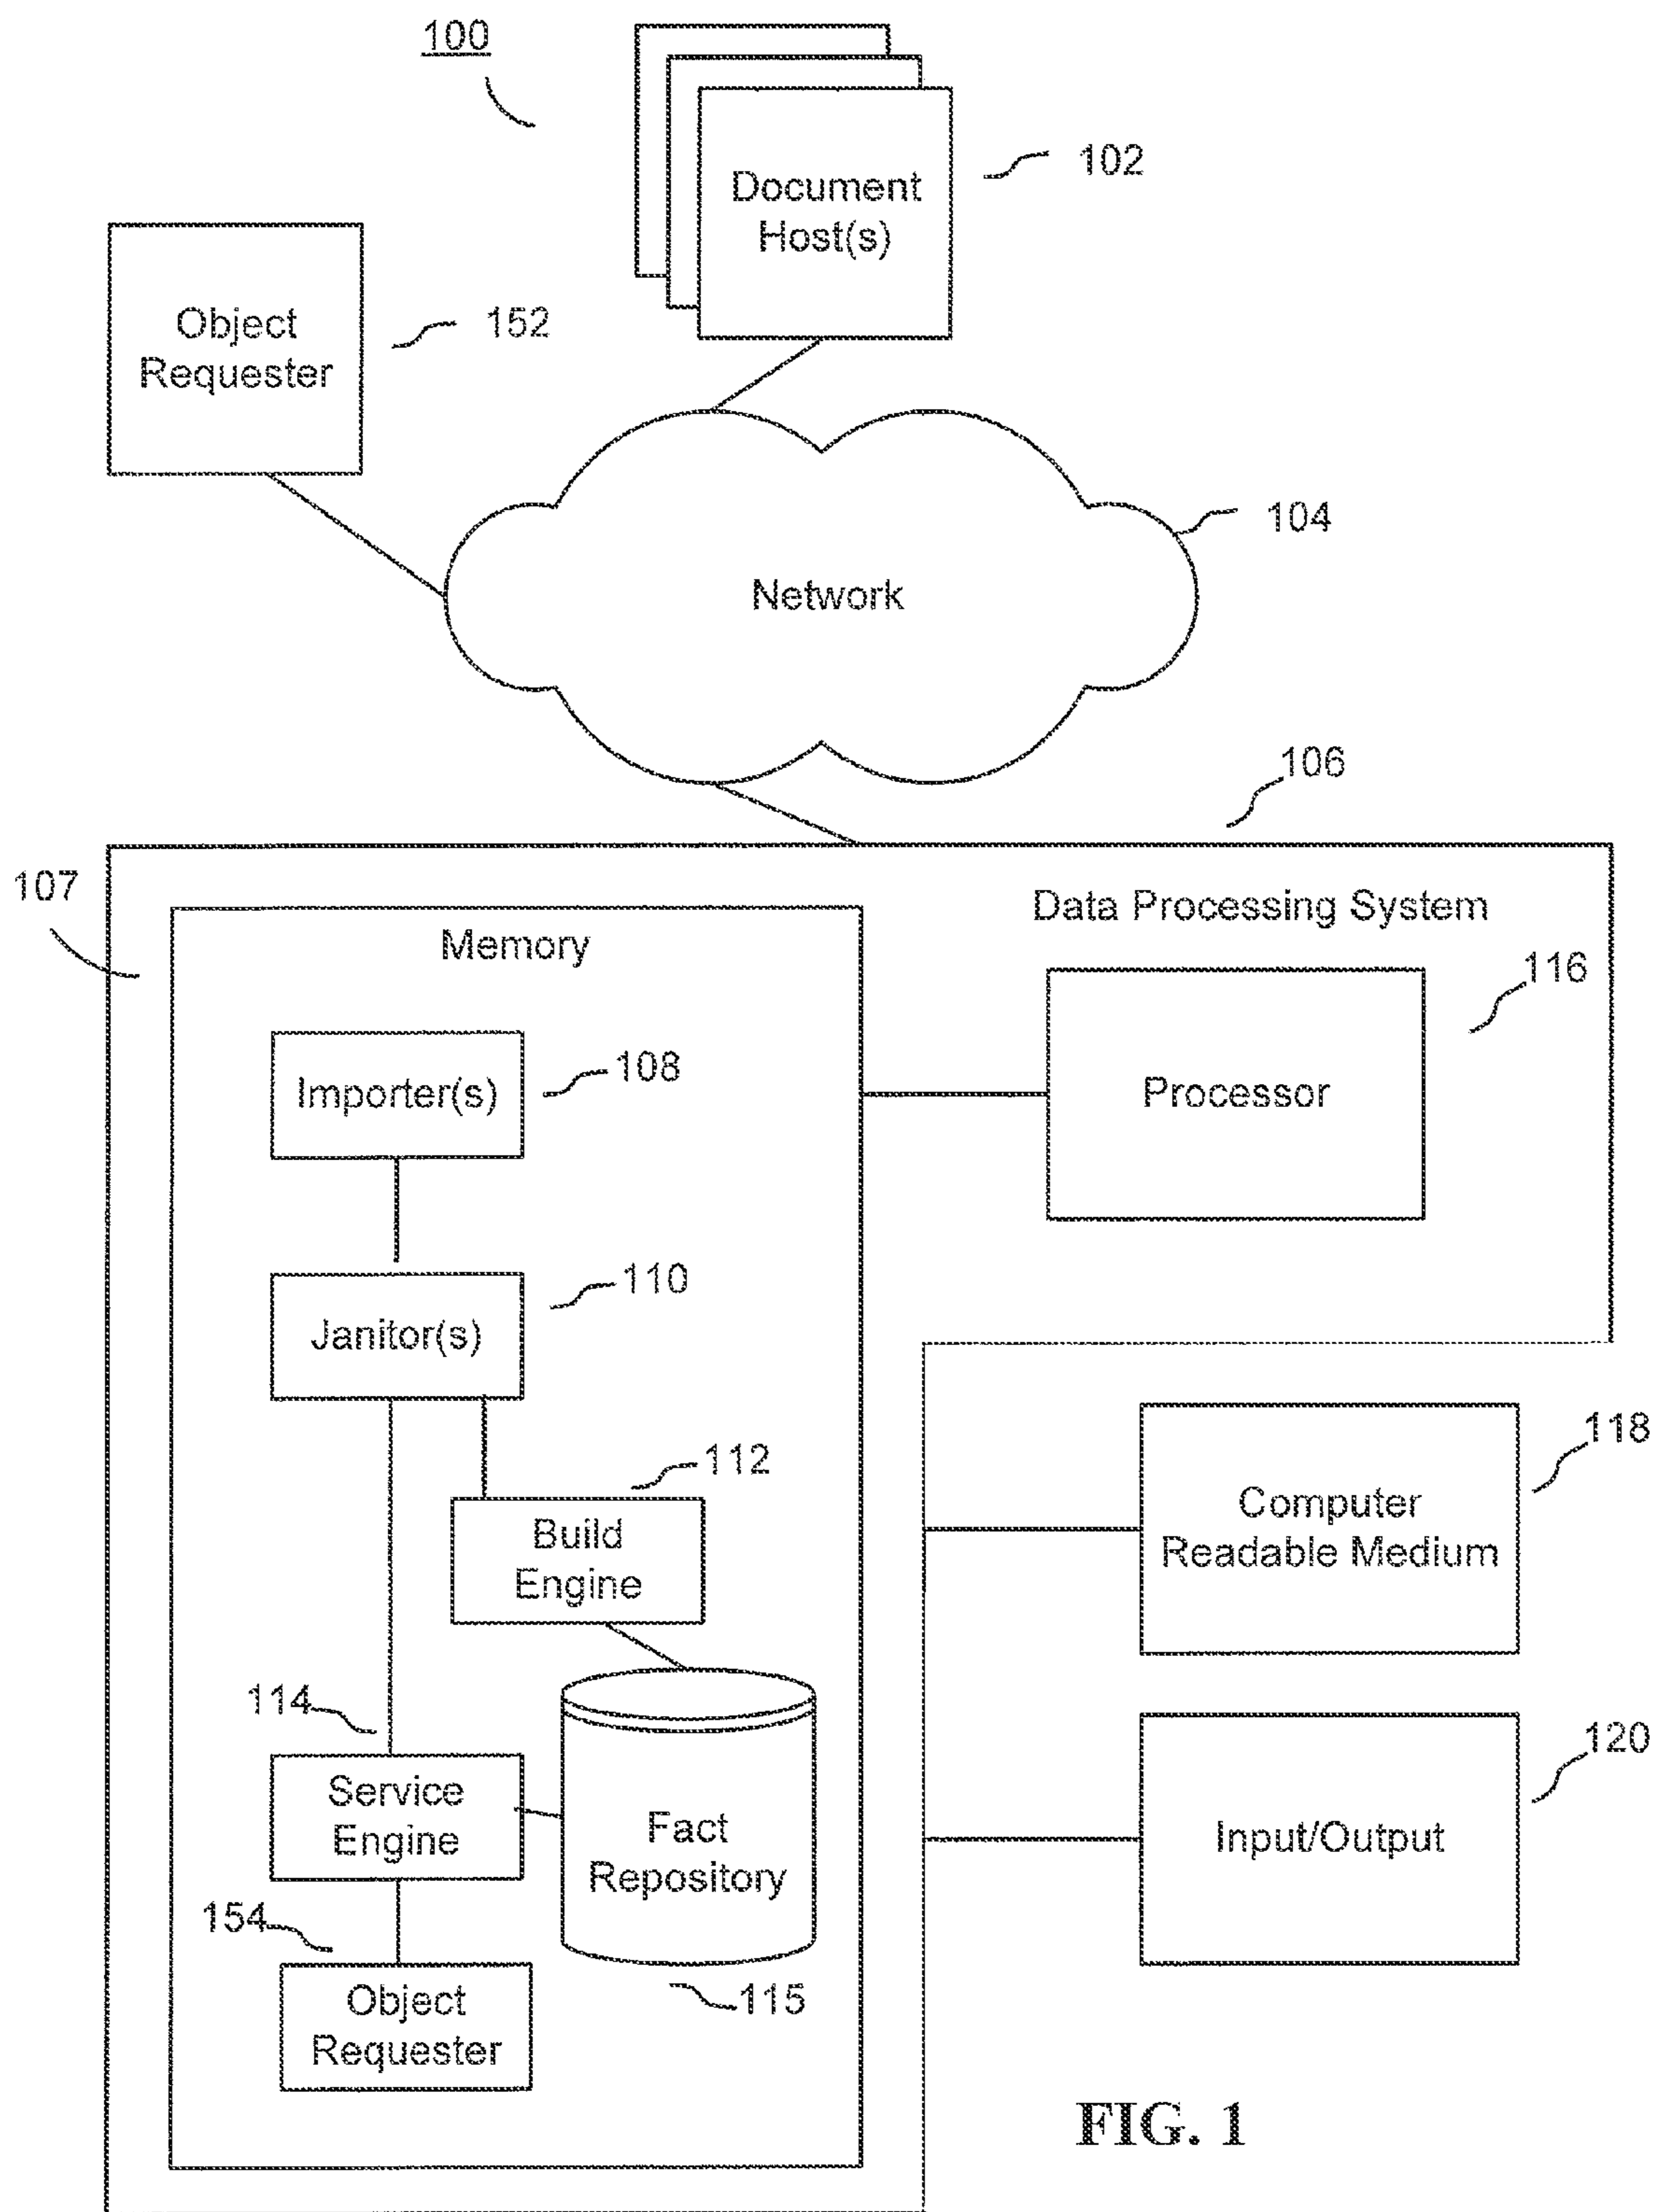 100
102
Document
Host(s)
152
Object
Requester
104
Network
106
107
Data Processing System
Memory
116
108
Importer(s)
Processor
110
Janitor(s)
118
112
Computer
Readable Medium
Build
Engine
114
120
Service
Engine
Fact
Repository
Input/Output
154
115
Object
Requester
FIG. 1